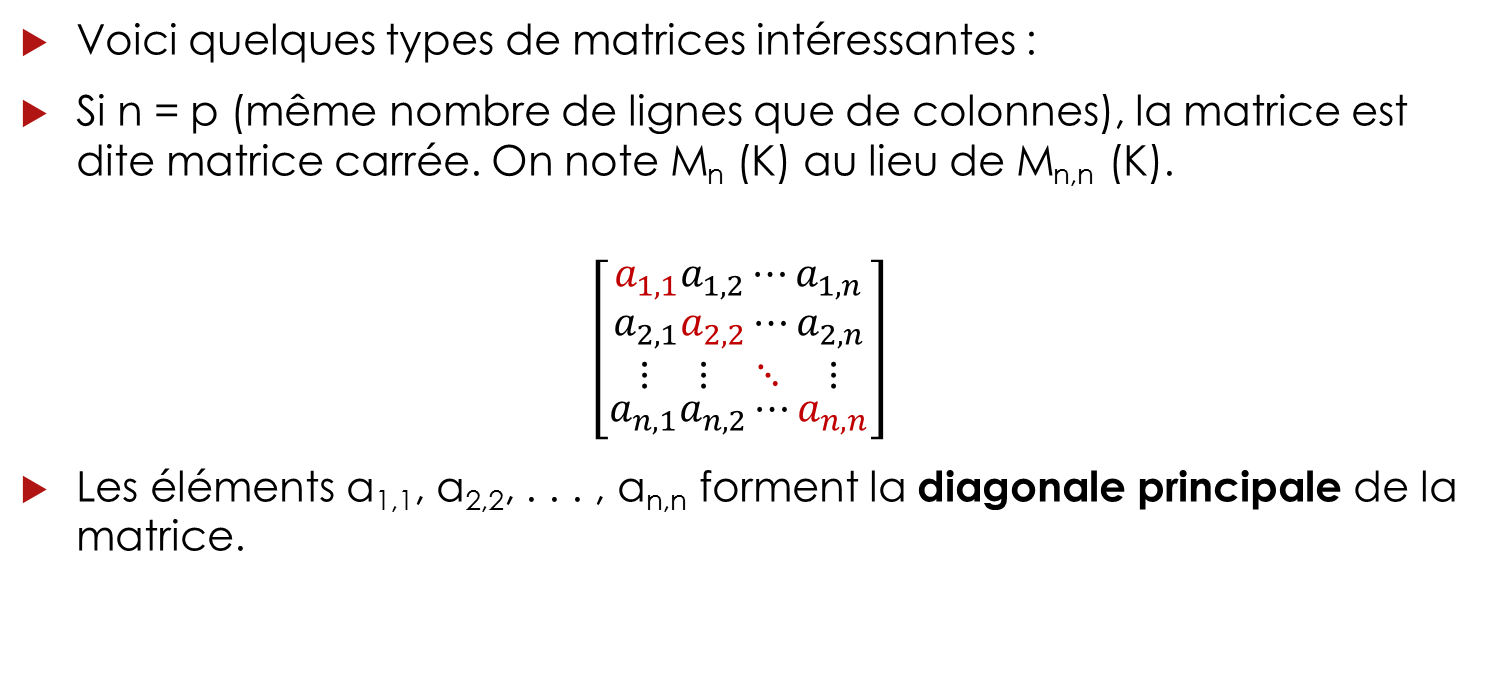 Voici quelques types de matrices intéressantes :
Si n = p (même nombre de lignes que de colonnes), la matrice est
dite matrice carrée. On note Mₙ (K) au lieu de Mₙ,ₙ (K).
a₁,₁ a₁,₂ ⋯ a₁,ₙ
a₂,₁ a₂,₂ ⋯ a₂,ₙ
⋮ ⋮ ⋱ ⋮
aₙ,₁ aₙ,₂ ⋯ aₙ,ₙ
Les éléments a₁,₁, a₂,₂, . . . , aₙ,ₙ forment la diagonale principale de la
matrice.